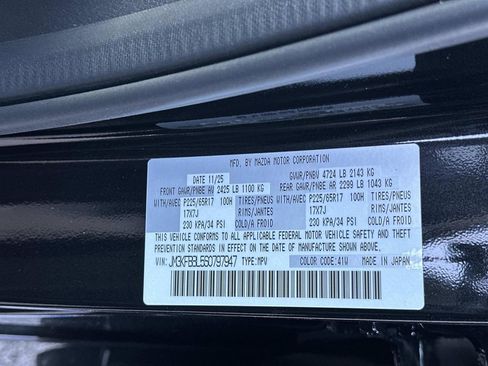 MFD. BY MAZDA MOTOR CORPORATION
DATE 11/25 GVWR/PNBV 4724 LB 2143 KG
FRONT GAWR/PNBE AV 2425 LB 1100 KG REAR GAWR/PNBE AR 2299 LB 1043 KG
WITH/AVEC P225/65R17 100H TIRES/PNEUS WITH/AVEC P225/65R17 100H TIRES/PNEUS
17X7J RIMS/JANTES 17X7J RIMS/JANTES
230 KPA/34 PSI COLD/A FROID 230 KPA/34 PSI COLD/A FROID
THIS VEHICLE CONFORMS TO ALL APPLICABLE FEDERAL MOTOR VEHICLE SAFETY, BUMPER, AND THEFT
PREVENTION STANDARDS IN EFFECT ON THE DATE OF MANUFACTURE SHOWN ABOVE.
VIN: JM3KFBBL5S0797947 TYPE: MPV COLOR CODE: 41W MADE IN JAPAN